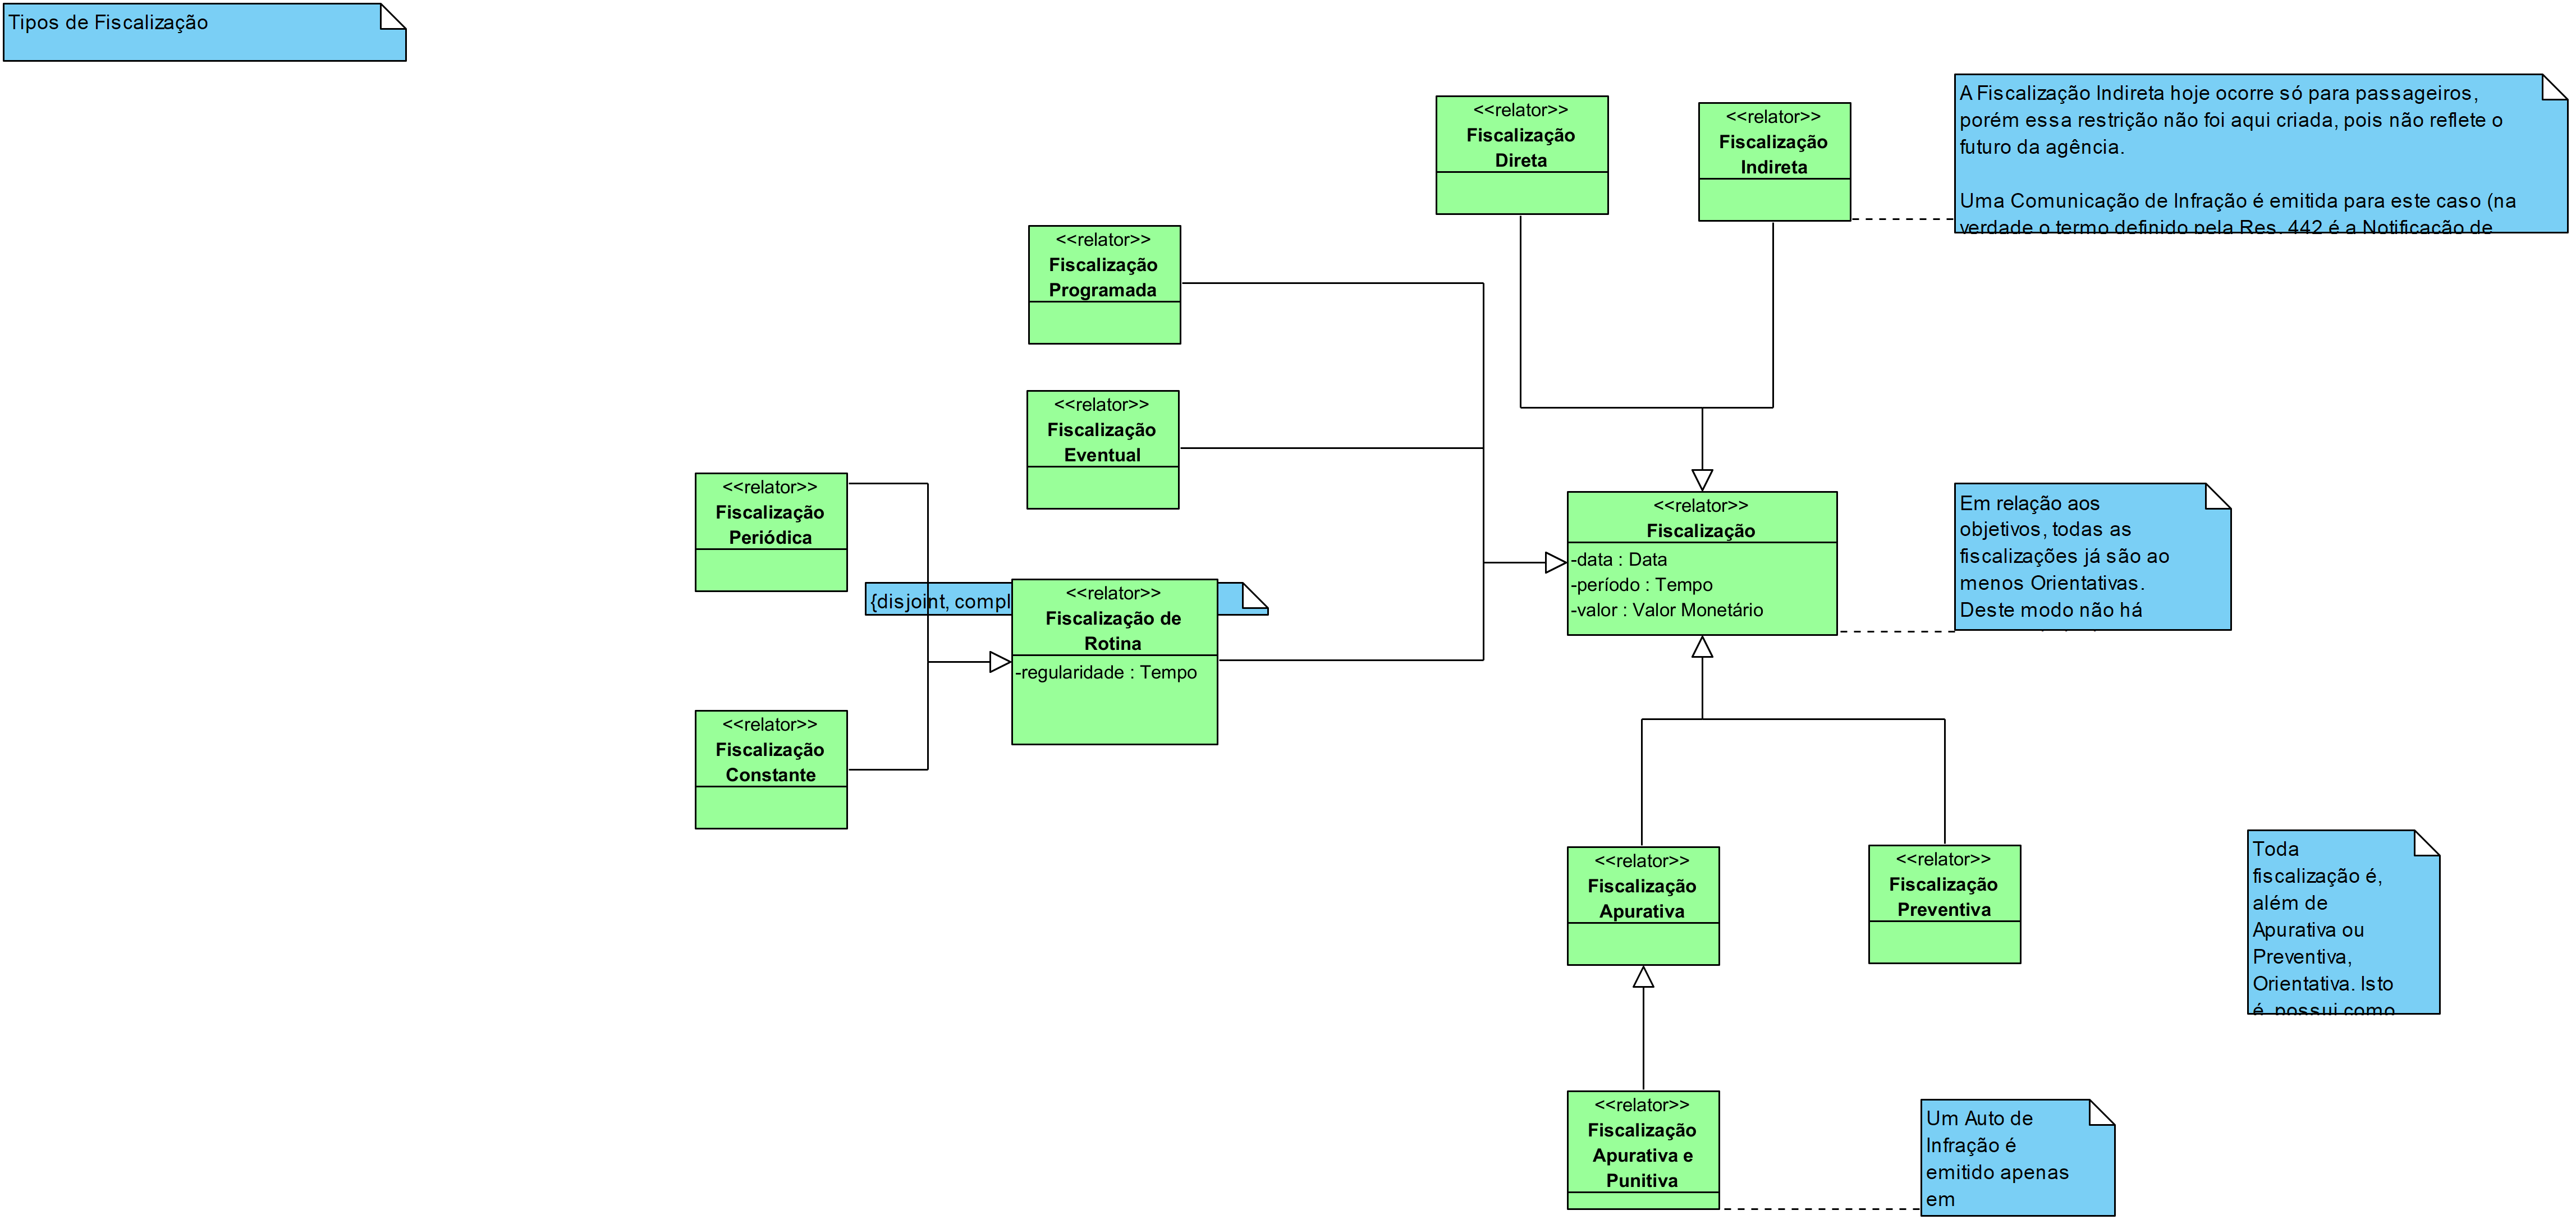 Tipos de Fiscalização
<<relator>>
Fiscalização
Direta
<<relator>>
Fiscalização
Indireta
A Fiscalização Indireta hoje ocorre só para passageiros,
porém essa restrição não foi aqui criada, pois não reflete o
futuro da agência.
Uma Comunicação de Infração é emitida para este caso (na
verdade o termo definido pela Res. 442 é a Notificação de
<<relator>>
Fiscalização
Programada
<<relator>>
Fiscalização
Eventual
<<relator>>
Fiscalização
Periódica
{disjoint, compl
<<relator>>
Fiscalização de
Rotina
-regularidade : Tempo
<<relator>>
Fiscalização
Constante
<<relator>>
Fiscalização
-data : Data
-período : Tempo
-valor : Valor Monetário
Em relação aos
objetivos, todas as
fiscalizações já são ao
menos Orientativas.
Deste modo não há
<<relator>>
Fiscalização
Apurativa
<<relator>>
Fiscalização
Preventiva
Toda
fiscalização é,
além de
Apurativa ou
Preventiva,
Orientativa. Isto
é, possui como
<<relator>>
Fiscalização
Apurativa e
Punitiva
Um Auto de
Infração é
emitido apenas
em